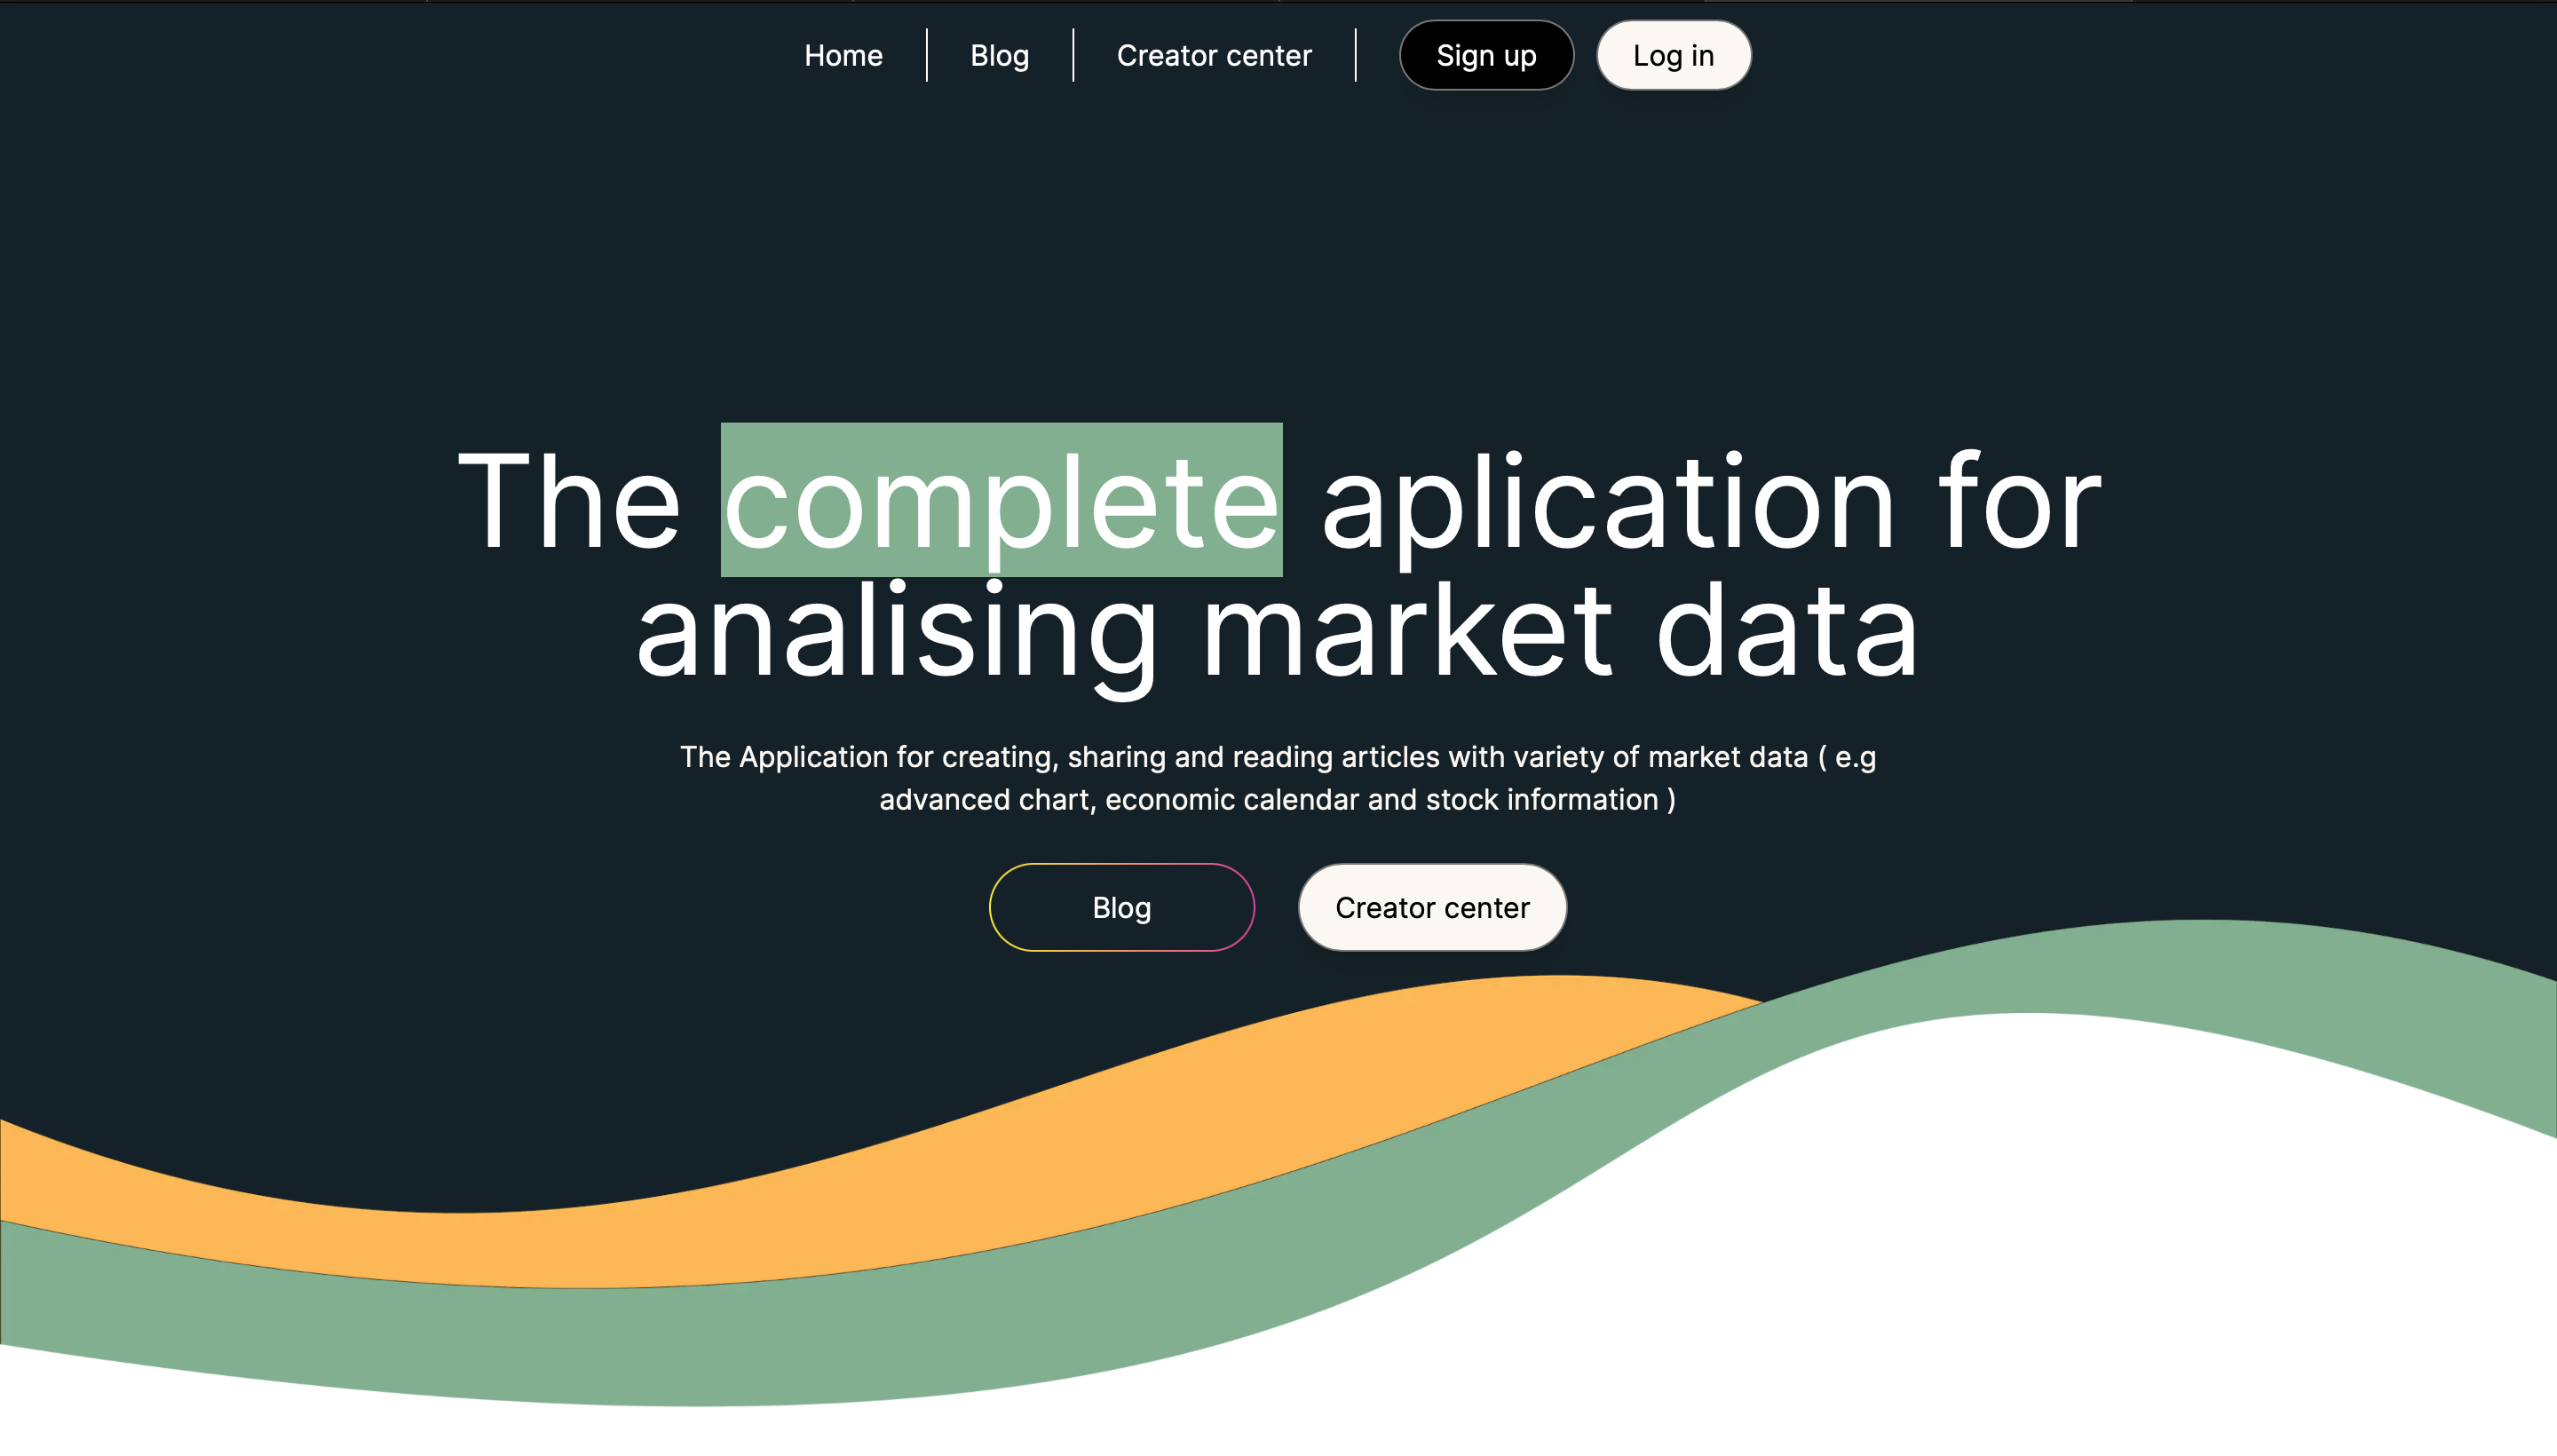 Home Blog Creator center Sign up Log in
The complete aplication for
analising market data
The Application for creating, sharing and reading articles with variety of market data ( e.g
advanced chart, economic calendar and stock information )
Blog Creator center